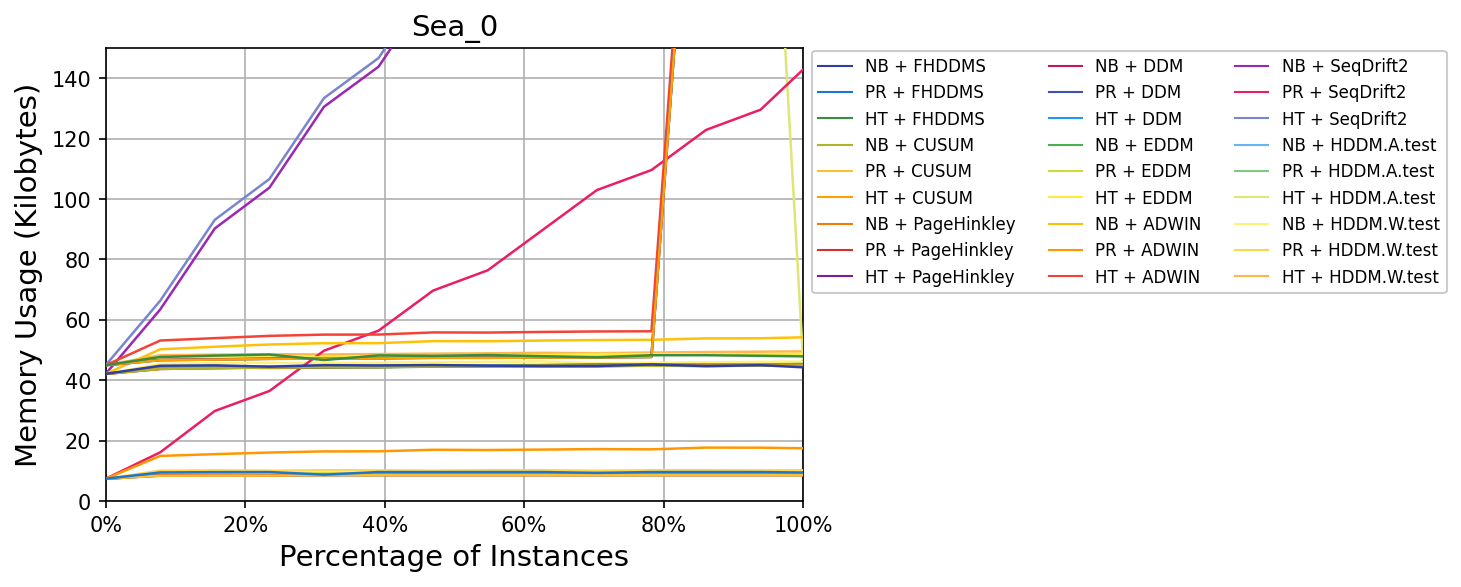 Sea_0
Memory Usage (Kilobytes)
140
120
100
80
60
40
20
0
0% 20% 40% 60% 80% 100%
Percentage of Instances
NB + FHDDMS NB + DDM NB + SeqDrift2
PR + FHDDMS PR + DDM PR + SeqDrift2
HT + FHDDMS HT + DDM HT + SeqDrift2
NB + CUSUM NB + EDDM NB + HDDM.A.test
PR + CUSUM PR + EDDM PR + HDDM.A.test
HT + CUSUM HT + EDDM HT + HDDM.A.test
NB + PageHinkley NB + ADWIN NB + HDDM.W.test
PR + PageHinkley PR + ADWIN PR + HDDM.W.test
HT + PageHinkley HT + ADWIN HT + HDDM.W.test